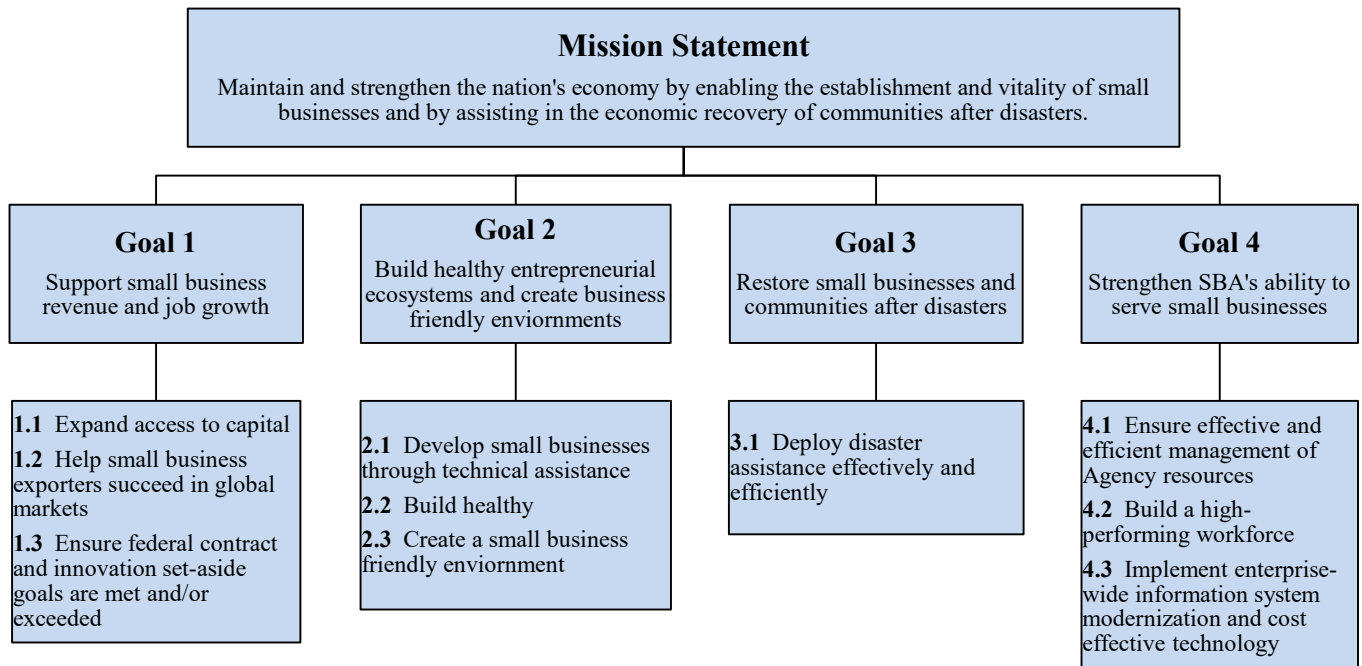 Mission Statement
Maintain and strengthen the nation's economy by enabling the establishment and vitality of small
businesses and by assisting in the economic recovery of communities after disasters.
Goal 1
Support small business
revenue and job growth
Goal 2
Build healthy entrepreneurial
ecosystems and create business
friendly enviornments
Goal 3
Restore small businesses and
communities after disasters
Goal 4
Strengthen SBA's ability to
serve small businesses
1.1 Expand access to capital
1.2 Help small business
exporters succeed in global
markets
1.3 Ensure federal contract
and innovation set-aside
goals are met and/or
exceeded
2.1 Develop small businesses
through technical assistance
2.2 Build healthy
2.3 Create a small business
friendly enviornment
3.1 Deploy disaster
assistance effectively and
efficiently
4.1 Ensure effective and
efficient management of
Agency resources
4.2 Build a high-
performing workforce
4.3 Implement enterprise-
wide information system
modernization and cost
effective technology